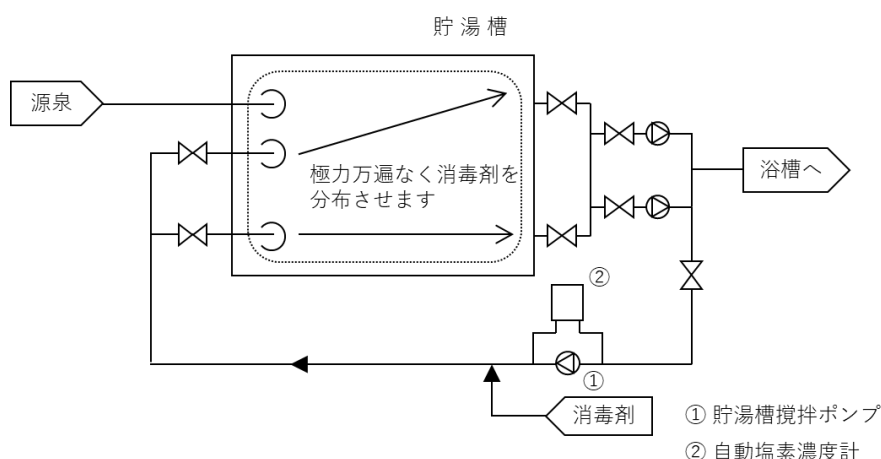 貯湯槽
源泉
極力万遍なく消毒剤を
分布させます
浴槽へ
②
①
消毒剤
① 貯湯槽撹拌ポンプ
② 自動塩素濃度計